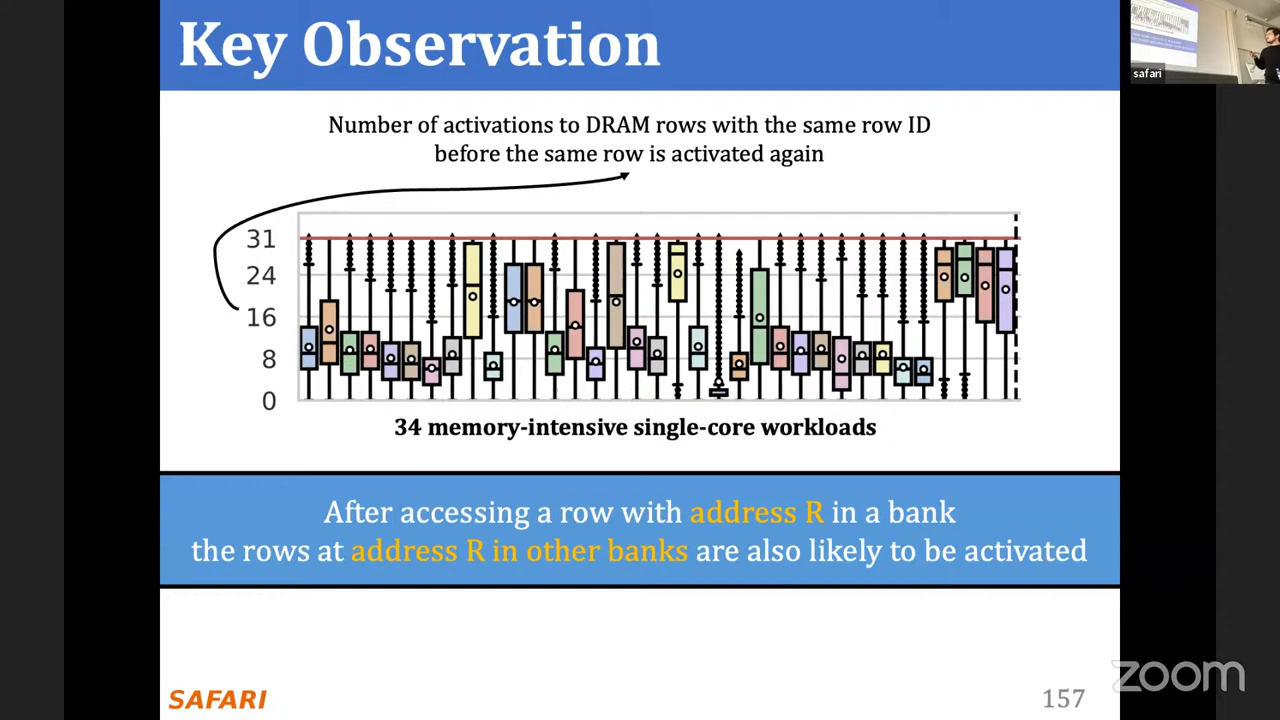 Key Observation
safari
Number of activations to DRAM rows with the same row ID
before the same row is activated again
31
24
16
8
0
34 memory-intensive single-core workloads
After accessing a row with address R in a bank
the rows at address R in other banks are also likely to be activated
SAFARI
157
zoom